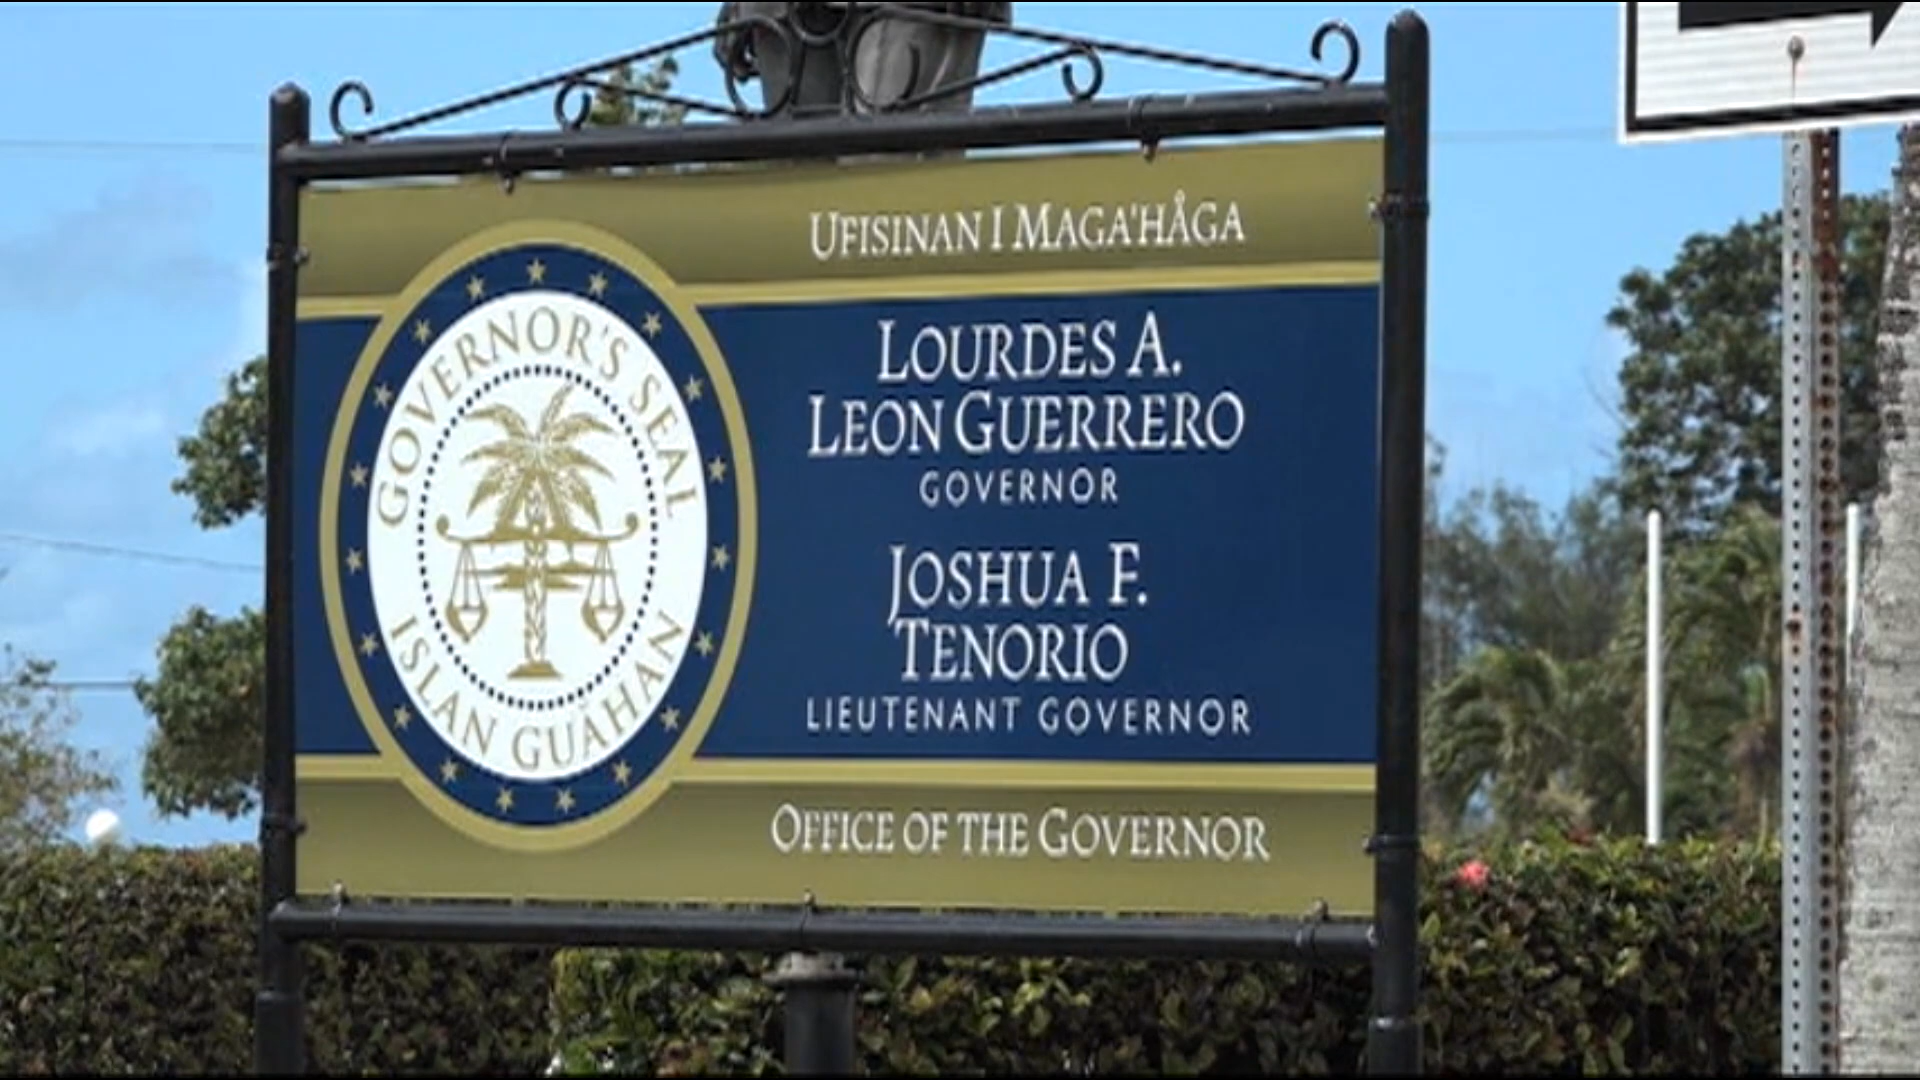 UFISINAN I MAGA'HÅGA
GOVERNOR'S SEAL
ISLAN GUÅHAN
LOURDES A.
LEON GUERRERO
GOVERNOR
JOSHUA F.
TENORIO
LIEUTENANT GOVERNOR
OFFICE OF THE GOVERNOR